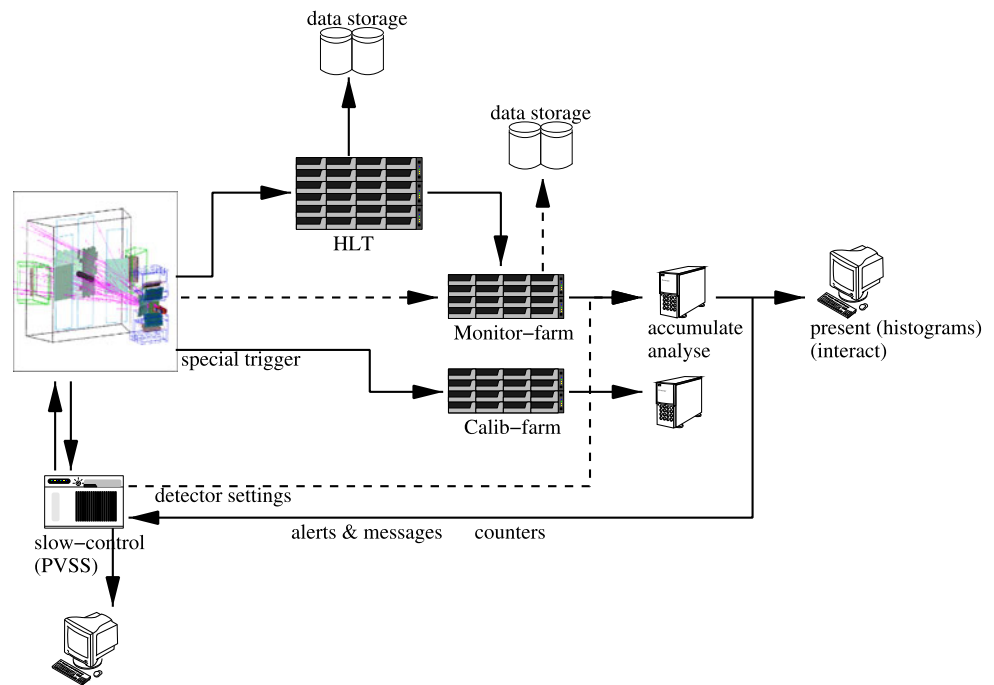 data storage
data storage
HLT
Monitor−farm
accumulate
analyse
present (histograms)
(interact)
special trigger
Calib−farm
detector settings
alerts & messages counters
slow−control
(PVSS)